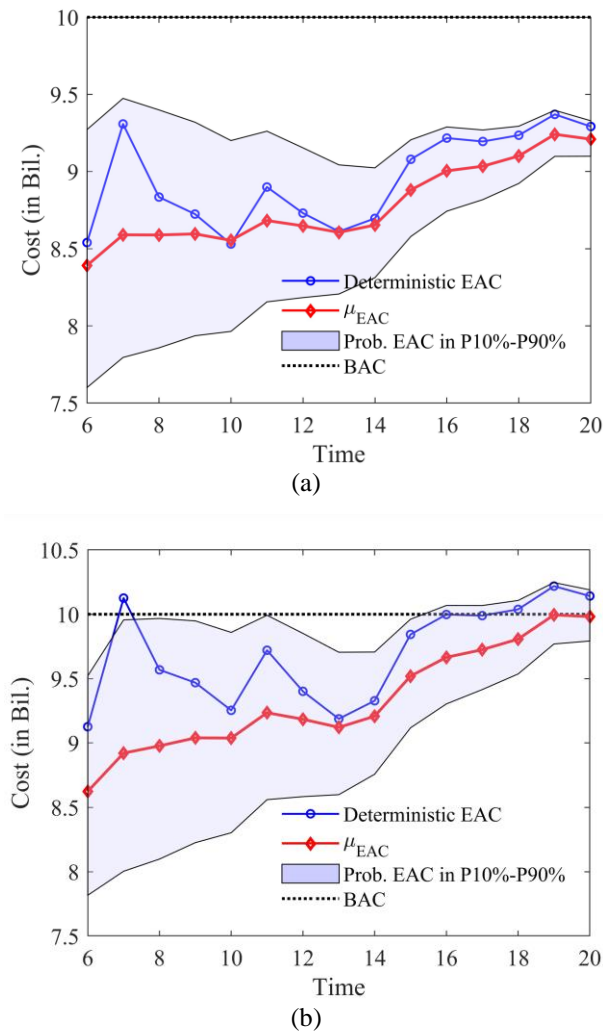 10
9.5
9
8.5
8
7.5
Cost (in Bil.)
Deterministic EAC
μEAC
Prob. EAC in P10%-P90%
BAC
6 8 10 12 14 16 18 20
Time
(a)
10.5
10
9.5
9
8.5
8
7.5
Cost (in Bil.)
Deterministic EAC
μEAC
Prob. EAC in P10%-P90%
BAC
6 8 10 12 14 16 18 20
Time
(b)